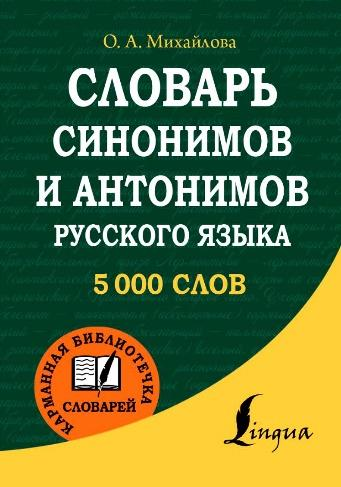 О. А. Михайлова
СЛОВАРЬ
СИНОНИМОВ
И АНТОНИМОВ
РУССКОГО ЯЗЫКА
5 000 СЛОВ
КАРМАННАЯ БИБЛИОТЕЧКА
СЛОВАРЕЙ
Lingua